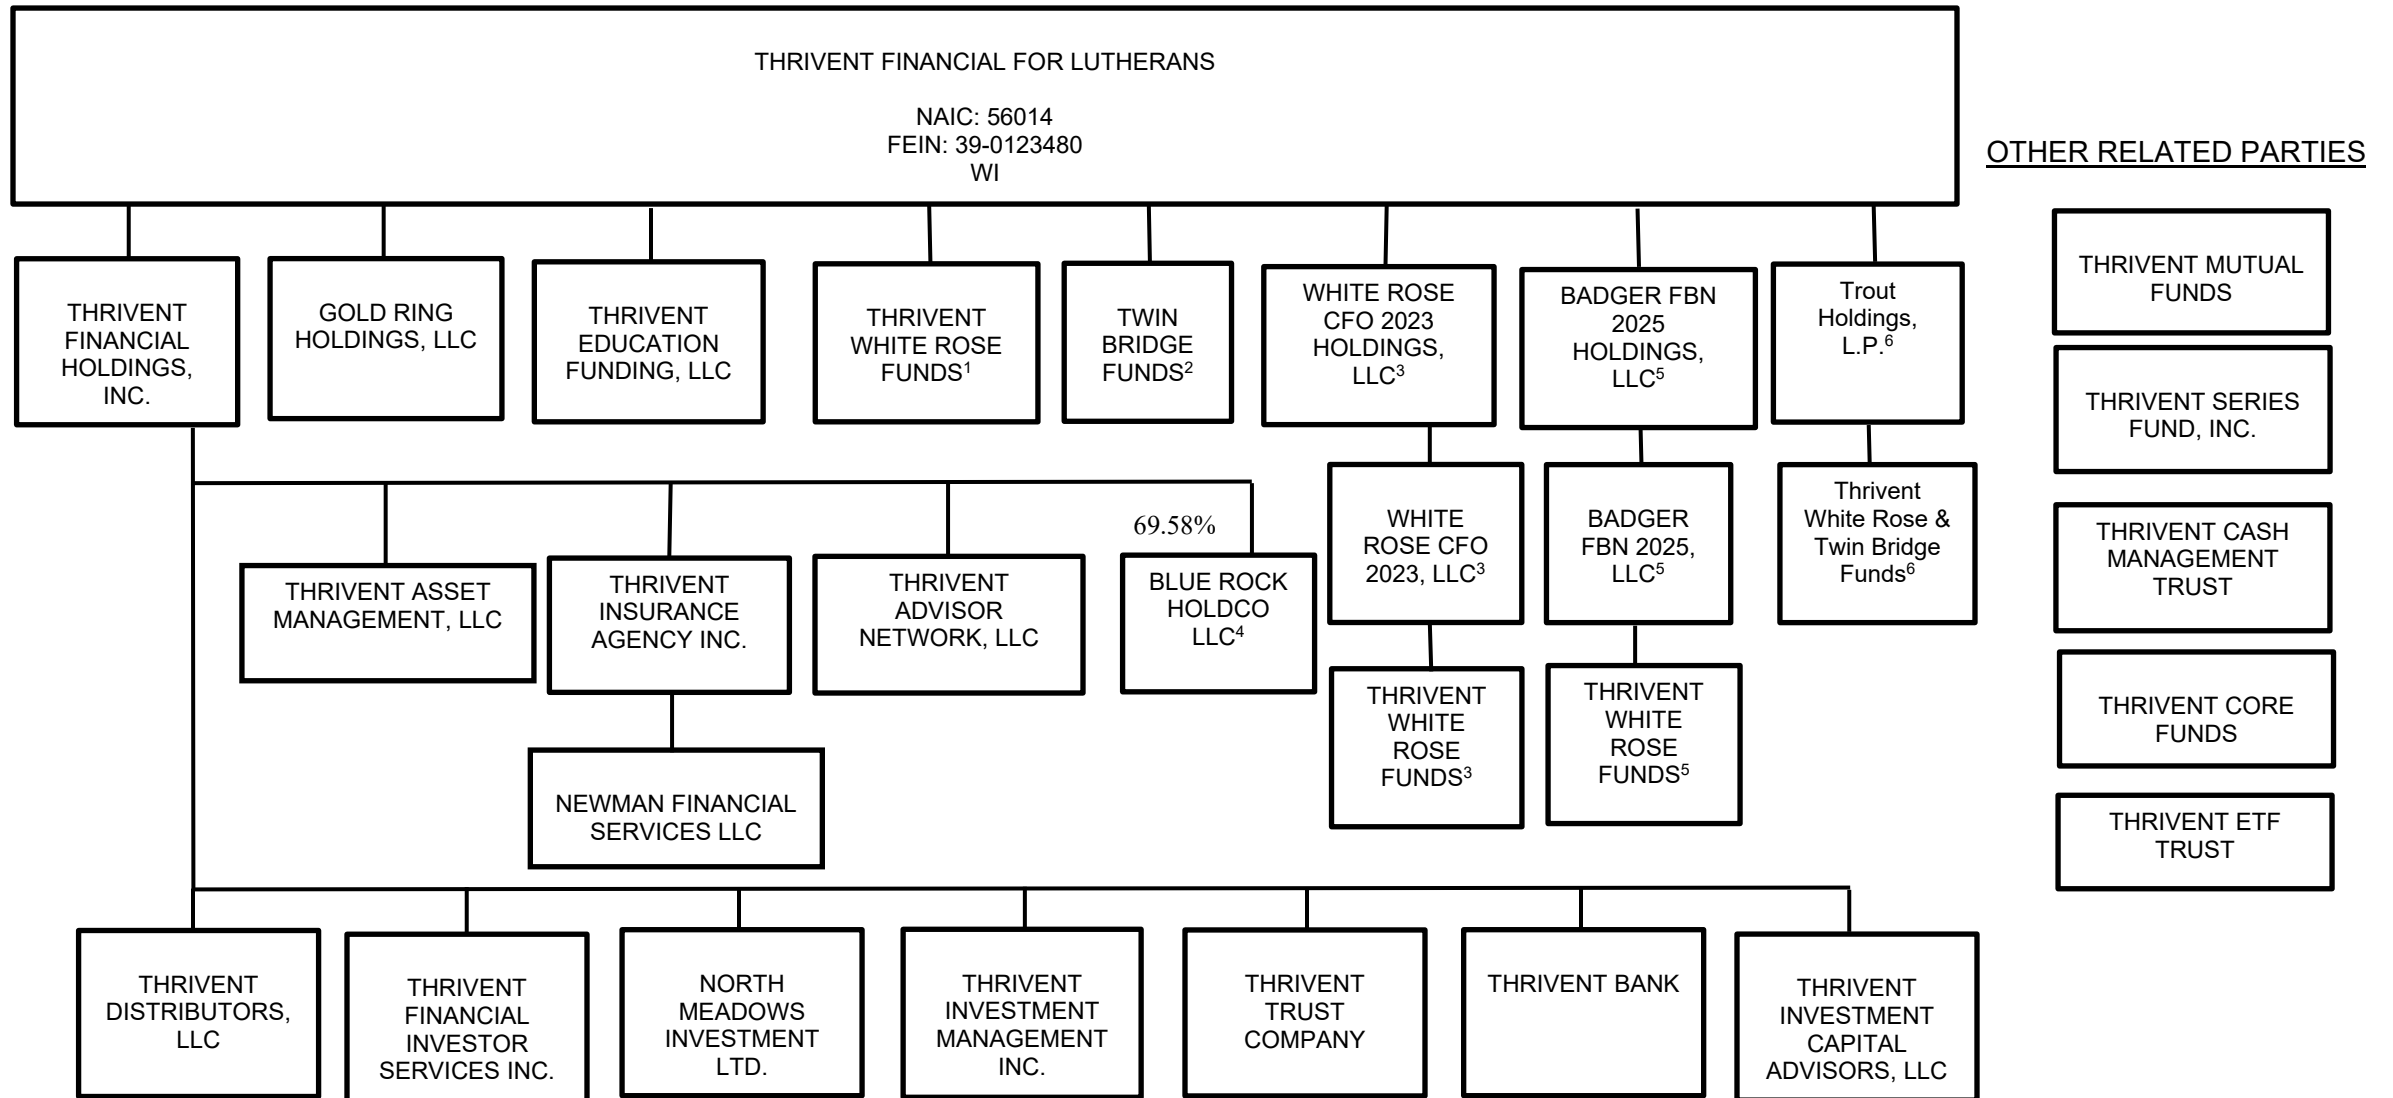 THRIVENT FINANCIAL FOR LUTHERANS
NAIC: 56014
FEIN: 39-0123480
WI
OTHER RELATED PARTIES
THRIVENT
FINANCIAL
HOLDINGS,
INC.
GOLD RING
HOLDINGS, LLC
THRIVENT
EDUCATION
FUNDING, LLC
THRIVENT
WHITE ROSE
FUNDS¹
TWIN
BRIDGE
FUNDS²
WHITE ROSE
CFO 2023
HOLDINGS,
LLC³
BADGER FBN
2025
HOLDINGS,
LLC⁵
Trout
Holdings,
L.P.⁶
THRIVENT MUTUAL
FUNDS
THRIVENT SERIES
FUND, INC.
69.58%
THRIVENT ASSET
MANAGEMENT, LLC
THRIVENT
INSURANCE
AGENCY INC.
THRIVENT
ADVISOR
NETWORK, LLC
BLUE ROCK
HOLDCO
LLC⁴
WHITE
ROSE CFO
2023, LLC³
BADGER
FBN 2025,
LLC⁵
Thrivent
White Rose &
Twin Bridge
Funds⁶
THRIVENT CASH
MANAGEMENT
TRUST
NEWMAN FINANCIAL
SERVICES LLC
THRIVENT
WHITE
ROSE
FUNDS³
THRIVENT
WHITE
ROSE
FUNDS⁵
THRIVENT CORE
FUNDS
THRIVENT ETF
TRUST
THRIVENT
DISTRIBUTORS,
LLC
THRIVENT
FINANCIAL
INVESTOR
SERVICES INC.
NORTH
MEADOWS
INVESTMENT
LTD.
THRIVENT
INVESTMENT
MANAGEMENT
INC.
THRIVENT
TRUST
COMPANY
THRIVENT BANK
THRIVENT
INVESTMENT
CAPITAL
ADVISORS, LLC